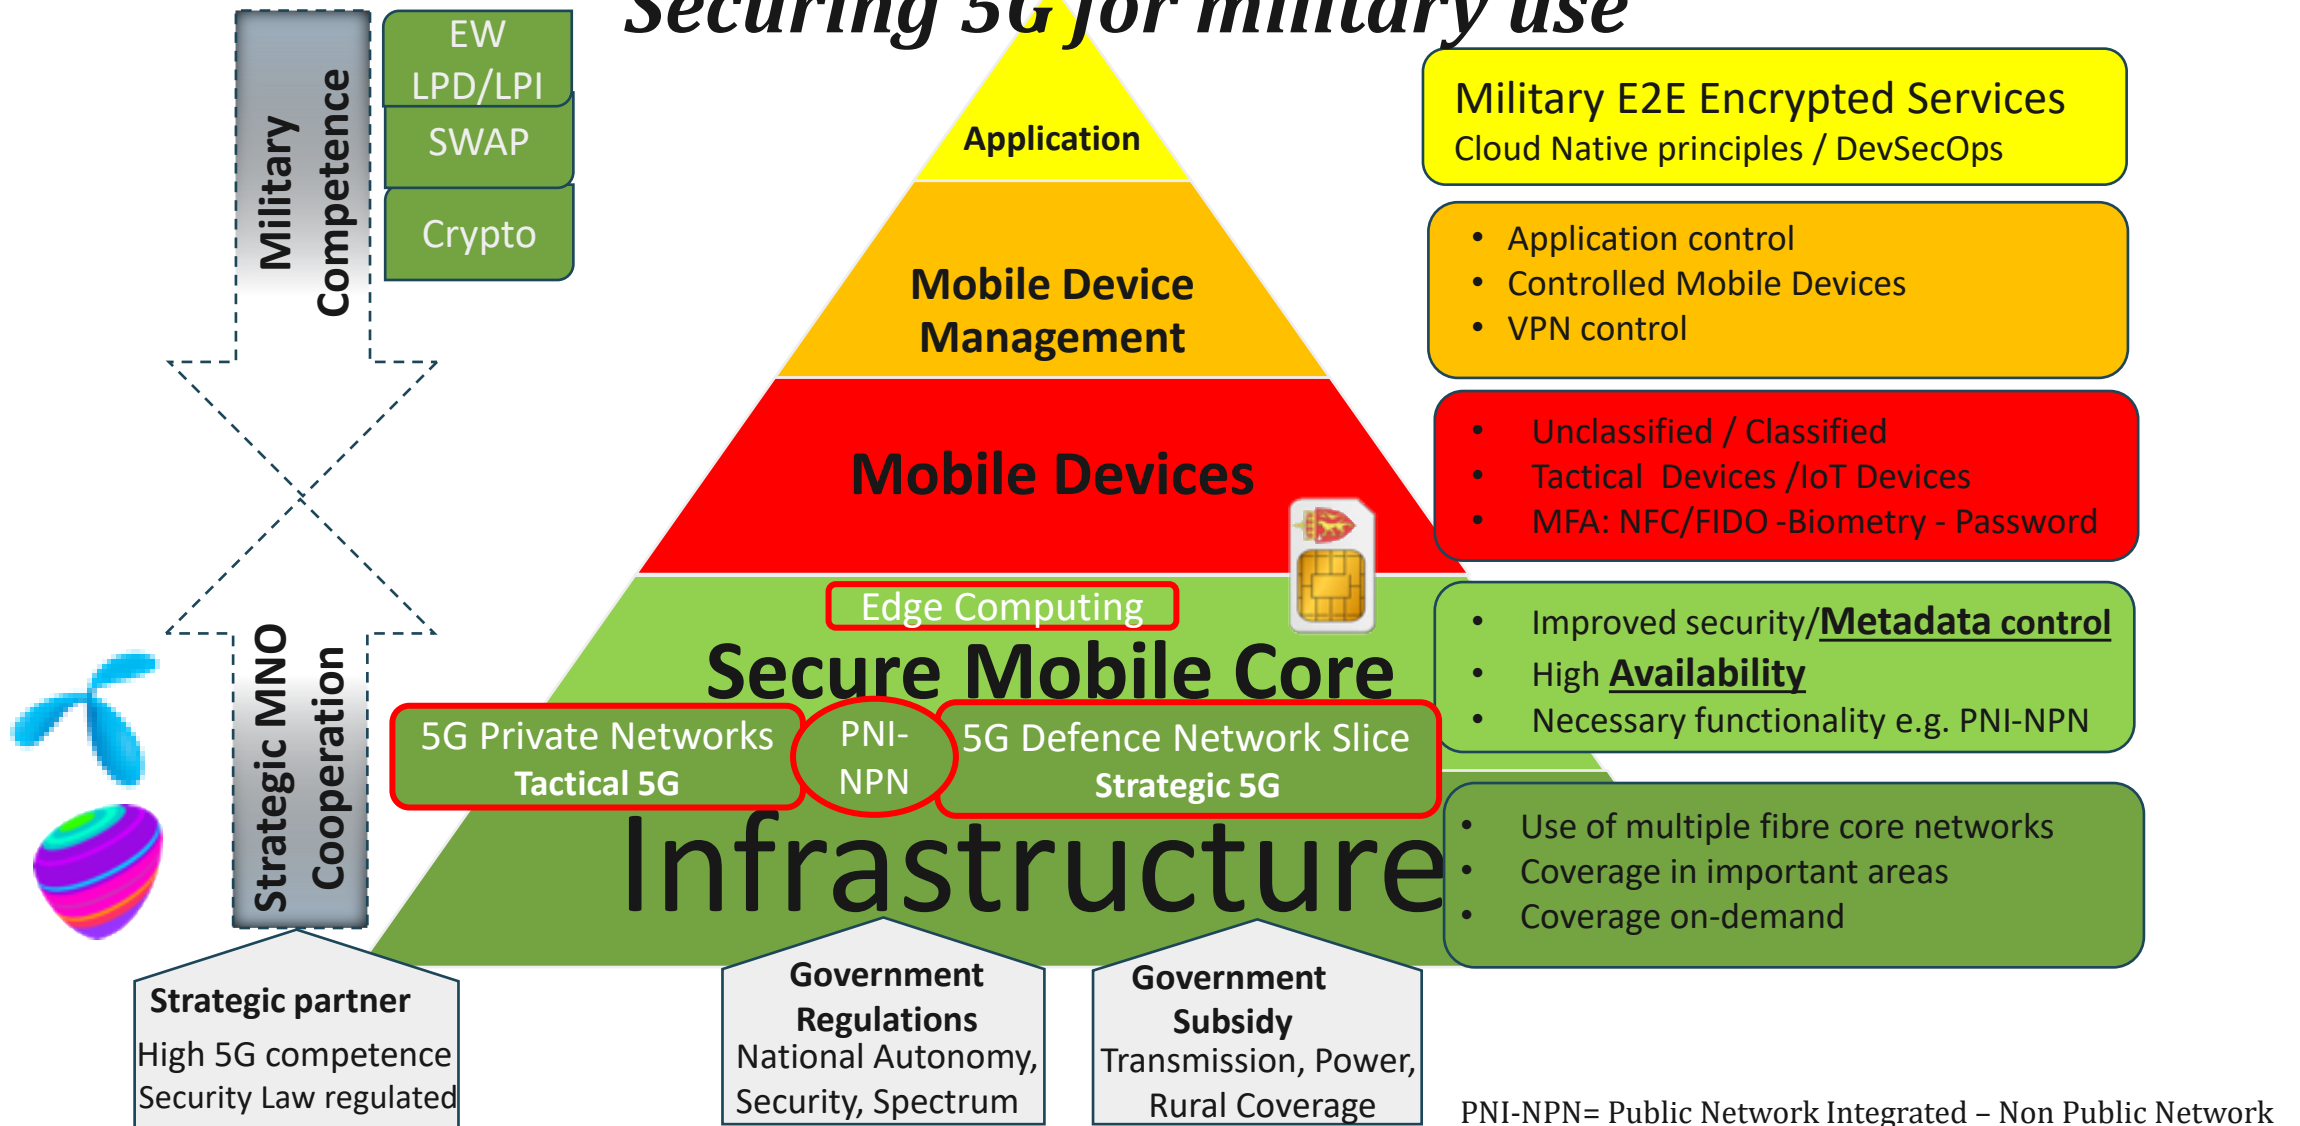 Securing 5G for military use
Military
Competence
EW
LPD/LPI
SWAP
Crypto
Application
Military E2E Encrypted Services
Cloud Native principles / DevSecOps
Mobile Device
Management
• Application control
• Controlled Mobile Devices
• VPN control
Mobile Devices
• Unclassified / Classified
• Tactical Devices /IoT Devices
• MFA: NFC/FIDO -Biometry - Password
Edge Computing
Secure Mobile Core
• Improved security/Metadata control
• High Availability
• Necessary functionality e.g. PNI-NPN
Strategic MNO
Cooperation
5G Private Networks
Tactical 5G
PNI-
NPN
5G Defence Network Slice
Strategic 5G
Infrastructure
• Use of multiple fibre core networks
• Coverage in important areas
• Coverage on-demand
Strategic partner
High 5G competence
Security Law regulated
Government
Regulations
National Autonomy,
Security, Spectrum
Government
Subsidy
Transmission, Power,
Rural Coverage
PNI-NPN= Public Network Integrated – Non Public Network